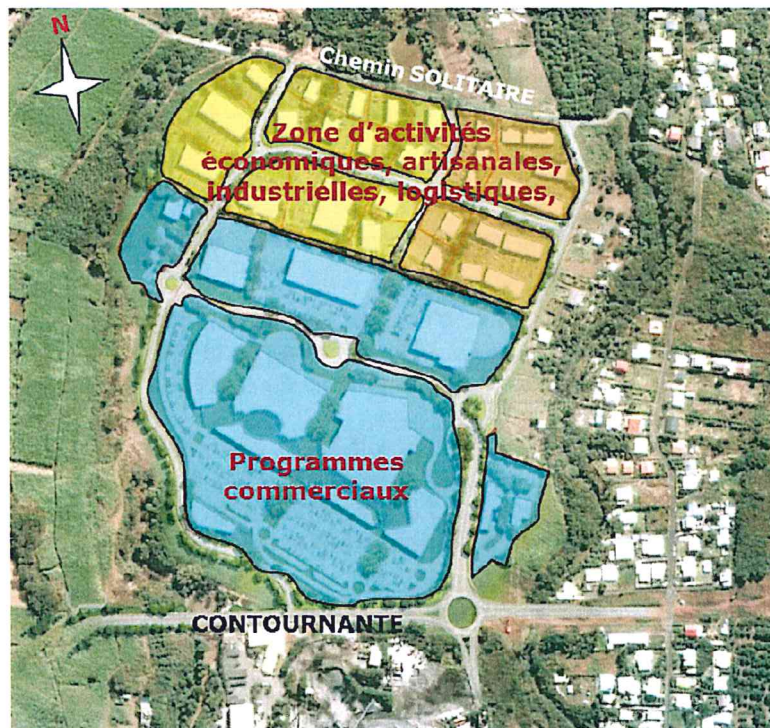 N
Chemin SOLITAIRE
Zone d'activités
économiques, artisanales,
industrielles, logistiques,
Programmes
commerciaux
CONTOURNANTE